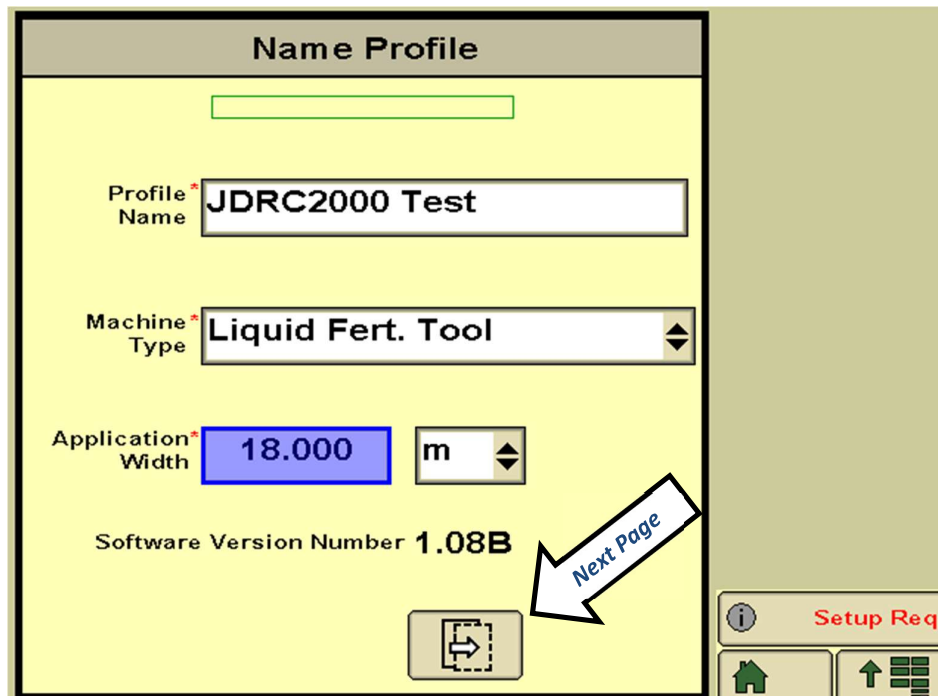 Name Profile
Profile*
Name
JDRC2000 Test
Machine*
Type
Liquid Fert. Tool
Application*
Width
18.000
m
Software Version Number 1.08B
Next Page
Setup Req